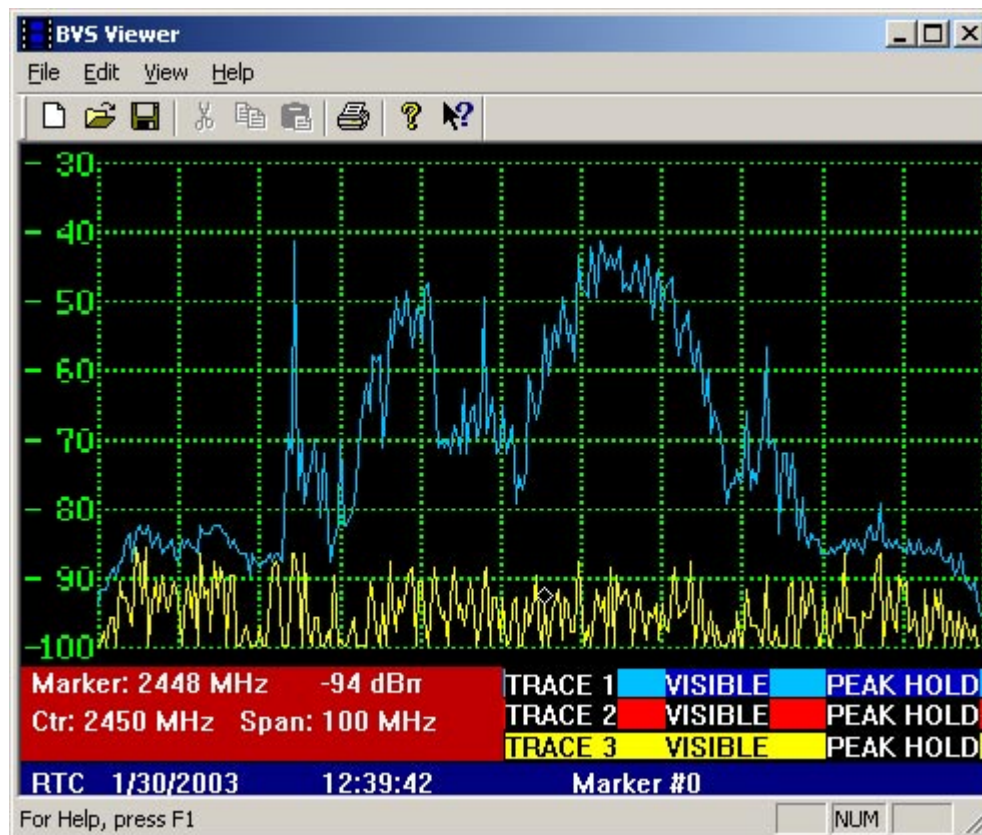 BVS Viewer
File Edit View Help
- 30
- 40
- 50
- 60
- 70
- 80
- 90
-100
Marker: 2448 MHz -94 dBm
Ctr: 2450 MHz Span: 100 MHz
TRACE 1 VISIBLE PEAK HOLD
TRACE 2 VISIBLE PEAK HOLD
TRACE 3 VISIBLE PEAK HOLD
RTC 1/30/2003 12:39:42 Marker #0
For Help, press F1 NUM